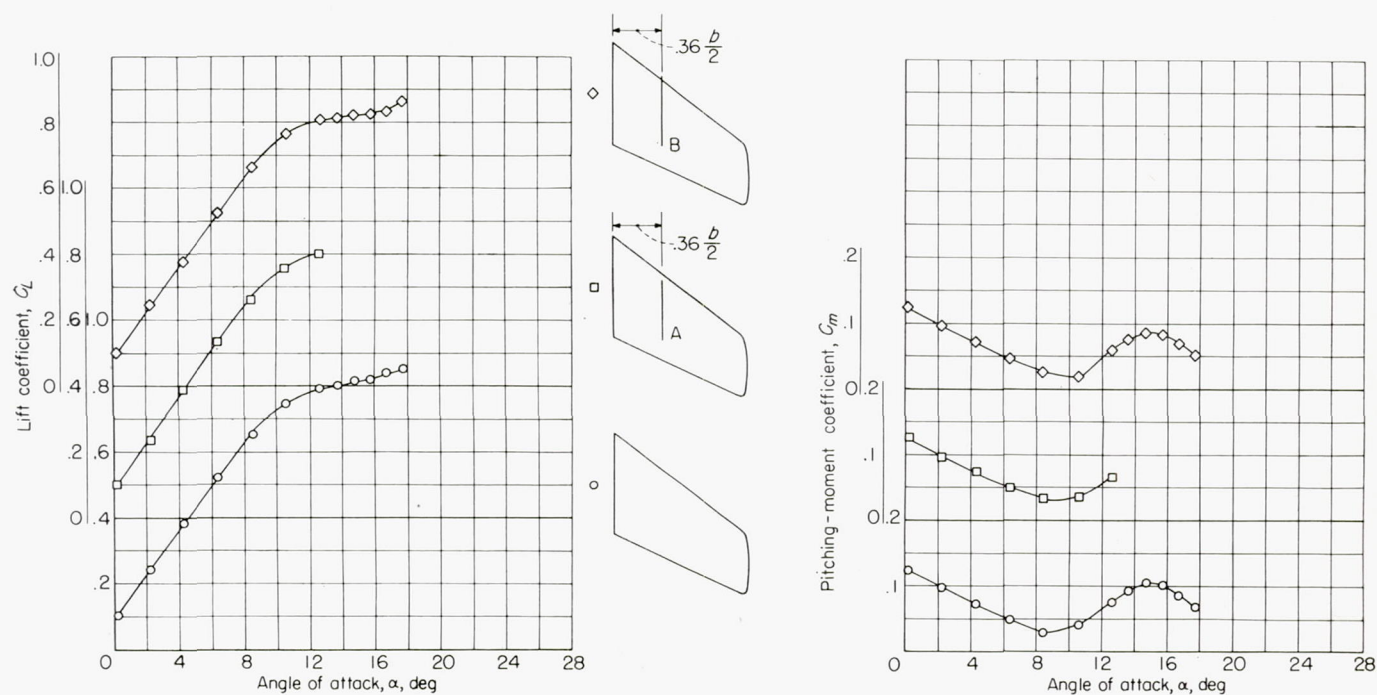 1.0
.8
.6 1.0
.4 .8
.2 .6 1.0
0 .4 .8
.2 .6
0 .4
.2
0 4 8 12 16 20 24 28
Lift coefficient, C_L
Angle of attack, α, deg
.36 b/2
B
.36 b/2
A
.2
.1
0 .2
.1
0 .2
.1
0 4 8 12 16 20 24 28
Pitching-moment coefficient, C_m
Angle of attack, α, deg